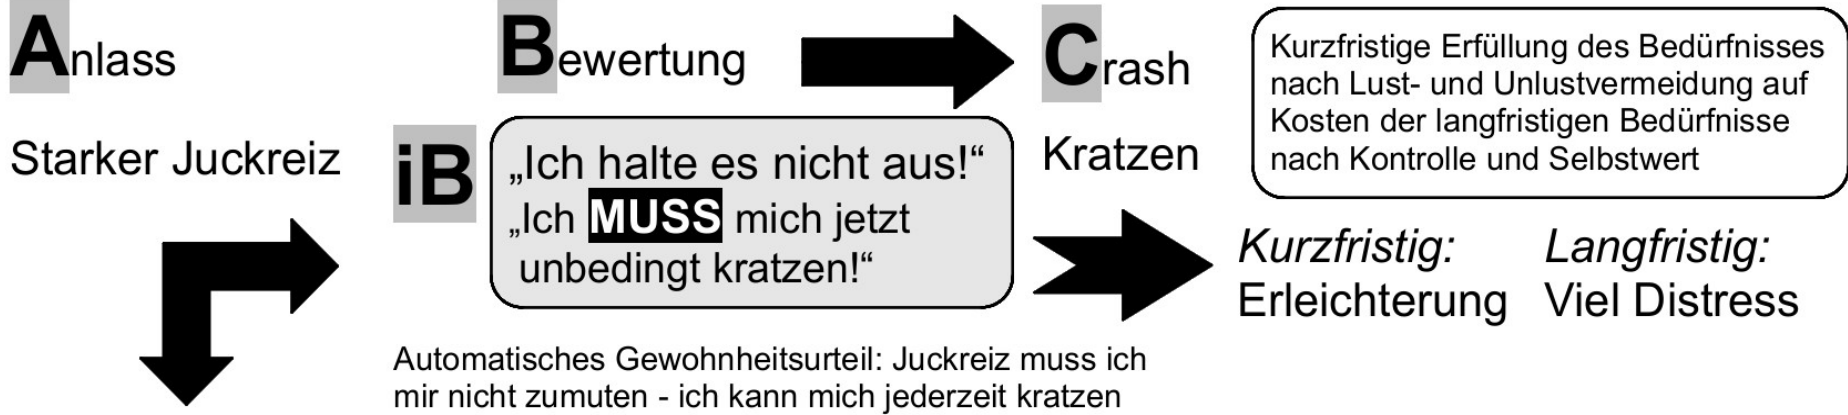 Anlass
Starker Juckreiz
Bewertung
iB
„Ich halte es nicht aus!“
„Ich MUSS mich jetzt
unbedingt kratzen!“
Automatisches Gewohnheitsurteil: Juckreiz muss ich
mir nicht zumuten - ich kann mich jederzeit kratzen
Crash
Kratzen
Kurzfristige Erfüllung des Bedürfnisses
nach Lust- und Unlustvermeidung auf
Kosten der langfristigen Bedürfnisse
nach Kontrolle und Selbstwert
Kurzfristig:
Erleichterung
Langfristig:
Viel Distress